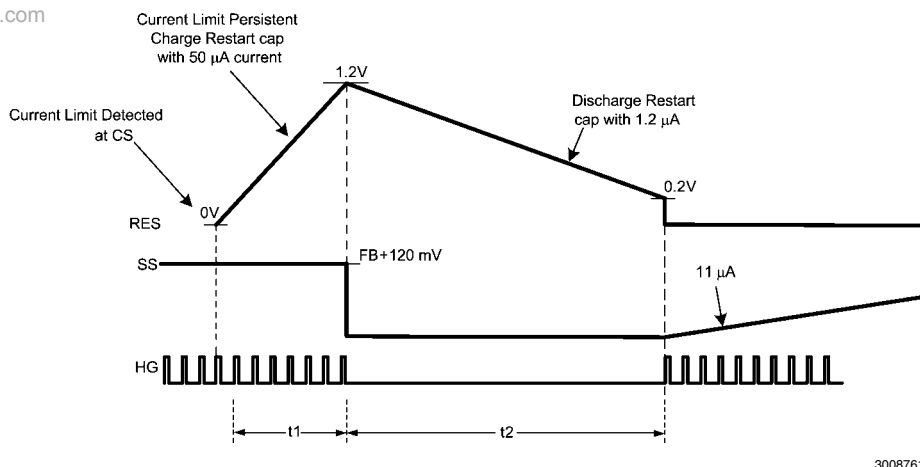 .com
Current Limit Persistent
Charge Restart cap
with 50 μA current
1.2V
Discharge Restart
cap with 1.2 μA
Current Limit Detected
at CS
0V
0.2V
RES
SS
FB+120 mV
11 μA
HG
t1
t2
3008761